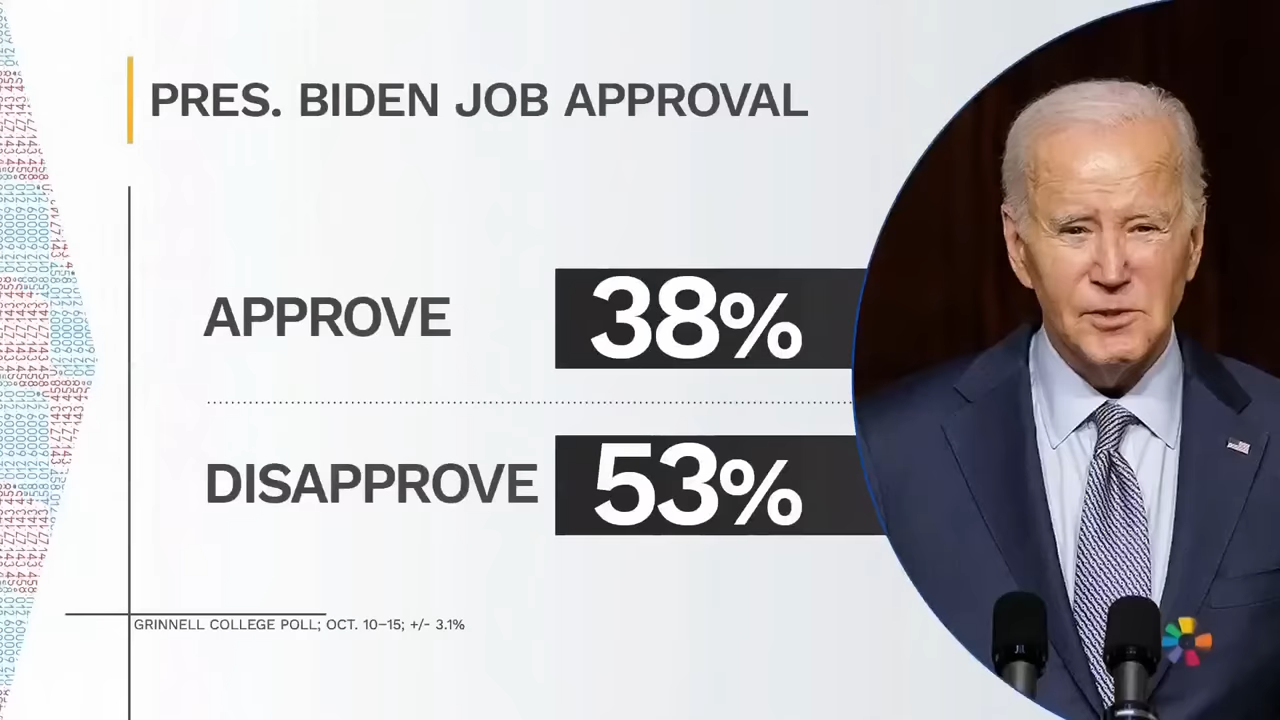 PRES. BIDEN JOB APPROVAL
APPROVE 38%
DISAPPROVE 53%
GRINNELL COLLEGE POLL; OCT. 10–15; +/- 3.1%